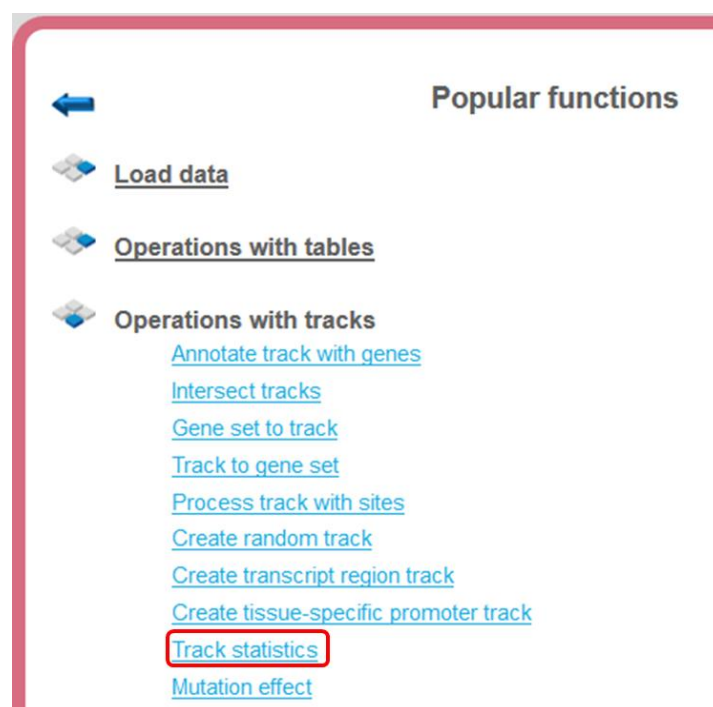 Popular functions
Load data
Operations with tables
Operations with tracks
Annotate track with genes
Intersect tracks
Gene set to track
Track to gene set
Process track with sites
Create random track
Create transcript region track
Create tissue-specific promoter track
Track statistics
Mutation effect